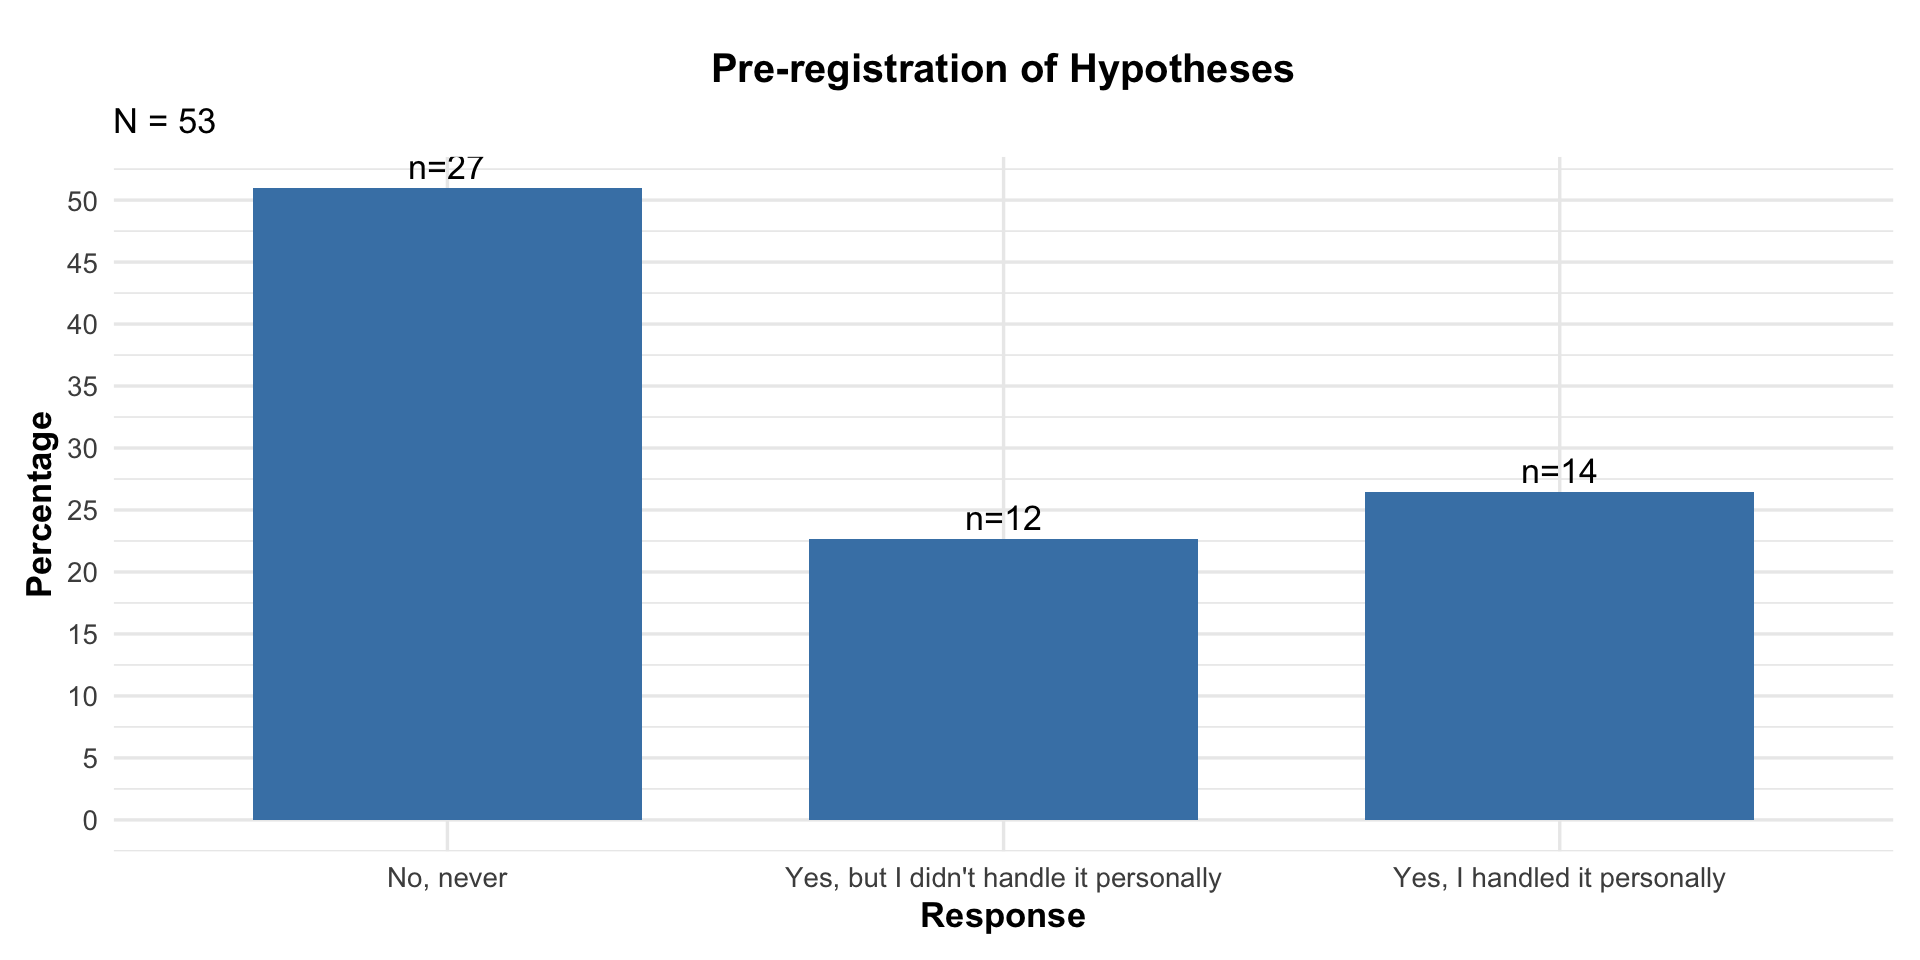 Pre-registration of Hypotheses
N = 53
n=27
n=12
n=14
50
45
40
35
30
25
20
15
10
5
0
Percentage
No, never
Yes, but I didn't handle it personally
Yes, I handled it personally
Response